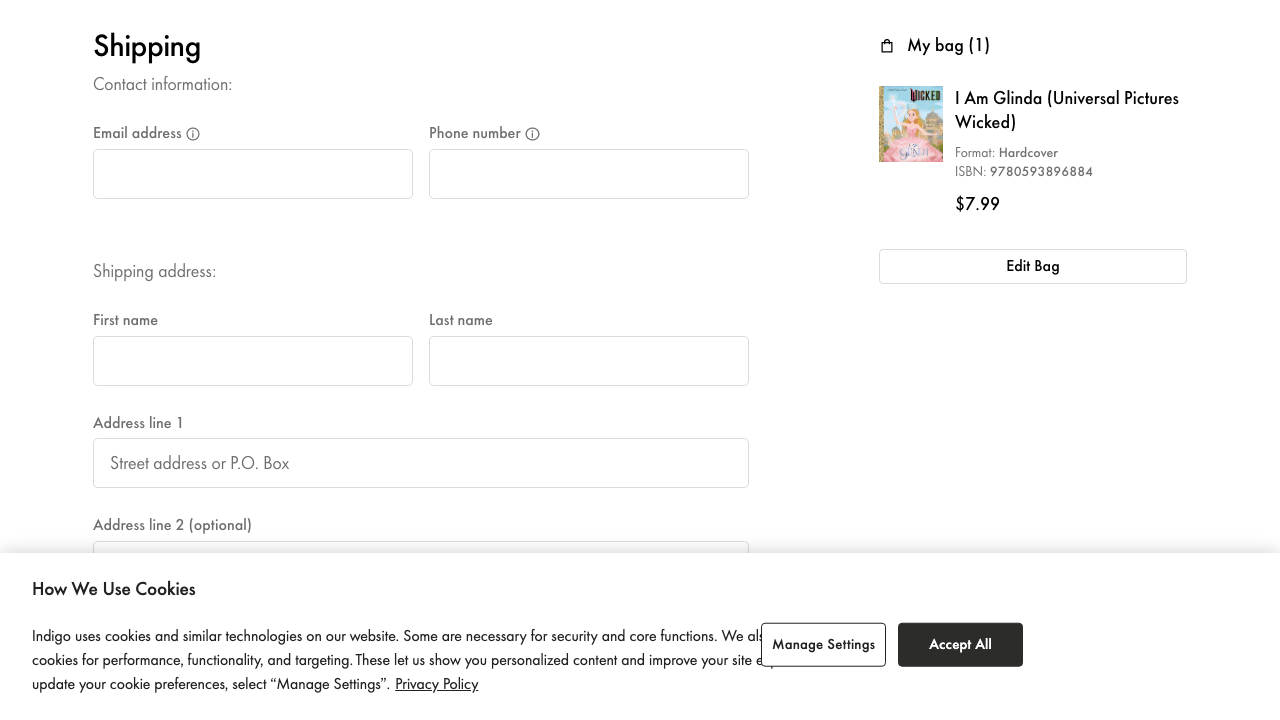 Shipping
Contact information:
Email address
Phone number
Shipping address:
First name
Last name
Address line 1
Street address or P.O. Box
Address line 2 (optional)
My bag (1)
WICKED
I Am Glinda (Universal Pictures
Wicked)
Format: Hardcover
ISBN: 9780593896884
$7.99
Edit Bag
How We Use Cookies
Indigo uses cookies and similar technologies on our website. Some are necessary for security and core functions. We
cookies for performance, functionality, and targeting. These let us show you personalized content and improve your site
update your cookie preferences, select “Manage Settings”. Privacy Policy
Manage Settings
Accept All